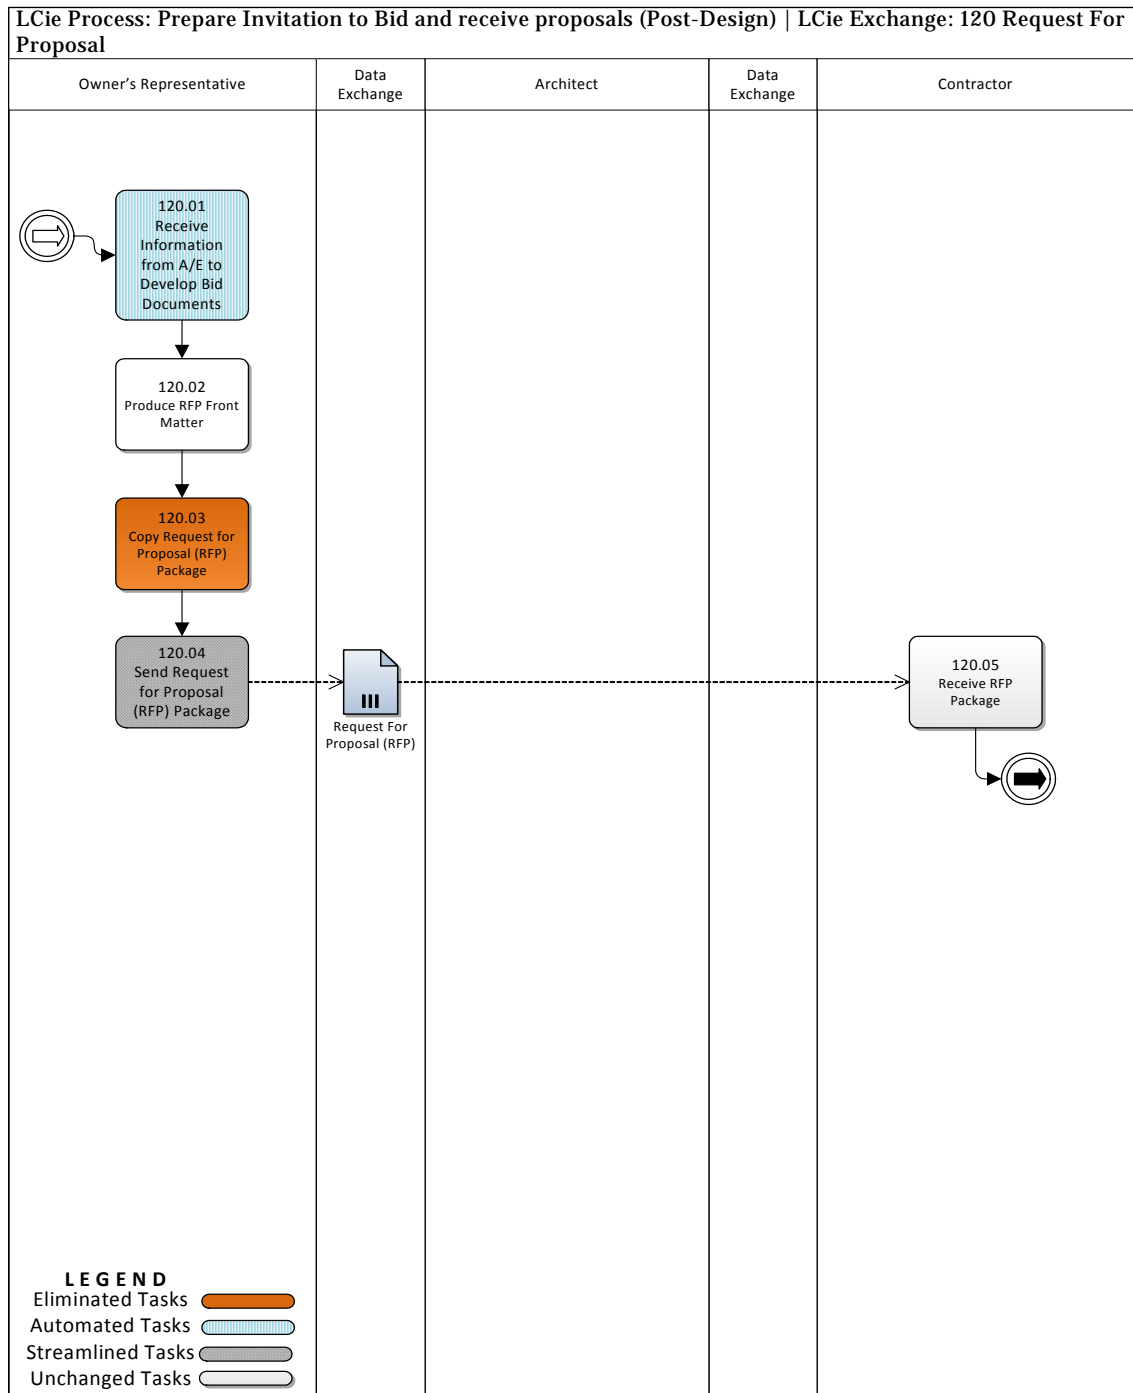 LCie Process: Prepare Invitation to Bid and receive proposals (Post-Design) | LCie Exchange: 120 Request For
Proposal
Owner’s Representative
Data
Exchange
Architect
Data
Exchange
Contractor
120.01
Receive
Information
from A/E to
Develop Bid
Documents
120.02
Produce RFP Front
Matter
120.03
Copy Request for
Proposal (RFP)
Package
120.04
Send Request
for Proposal
(RFP) Package
Request For
Proposal (RFP)
120.05
Receive RFP
Package
LEGEND
Eliminated Tasks
Automated Tasks
Streamlined Tasks
Unchanged Tasks